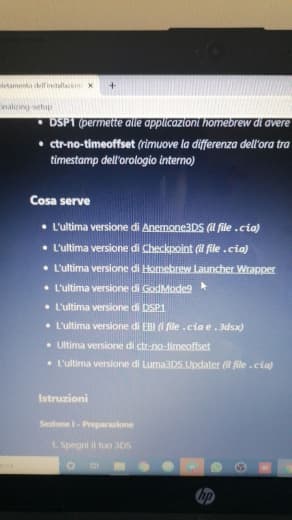 pletamento dell'installazione ×
+
inalizing-setup
• DSP1 (permette alle applicazioni homebrew di avere
• ctr-no-timeoffset (rimuove la differenza dell'ora tra
timestamp dell'orologio interno)
Cosa serve
• L'ultima versione di Anemone3DS (il file .cia)
• L'ultima versione di Checkpoint (il file .cia)
• L'ultima versione di Homebrew Launcher Wrapper
• L'ultima versione di GodMode9
• L'ultima versione di DSP1
• L'ultima versione di FBI (i file .cia e .3dsx)
• Ultima versione di ctr-no-timeoffset
• L'ultima versione di Luma3DS Updater (il file .cia)
Istruzioni
Sezione I - Preparazione
1. Spegni il tuo 3DS
hp